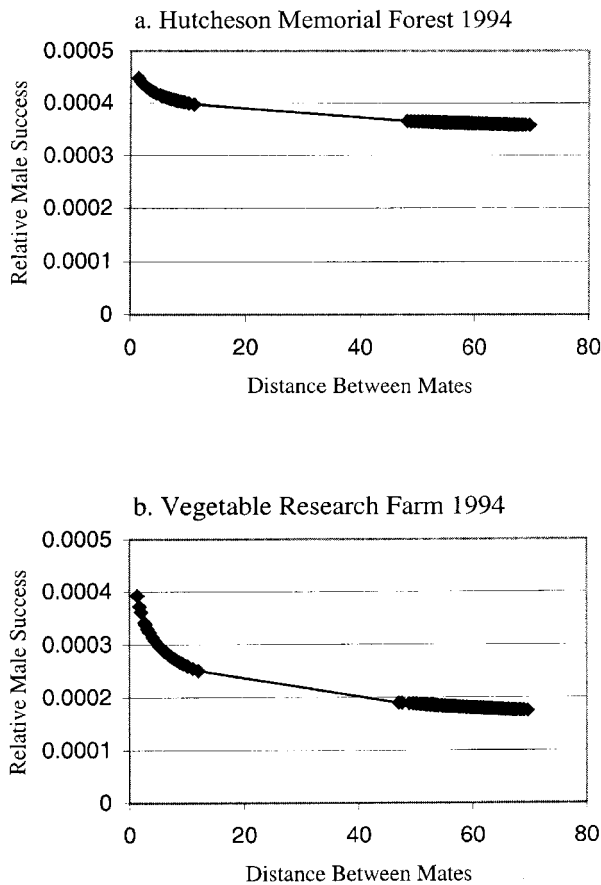 a. Hutcheson Memorial Forest 1994
0.0005
0.0004
0.0003
0.0002
0.0001
0
Relative Male Success
0 20 40 60 80
Distance Between Mates
b. Vegetable Research Farm 1994
0.0005
0.0004
0.0003
0.0002
0.0001
0
Relative Male Success
0 20 40 60 80
Distance Between Mates